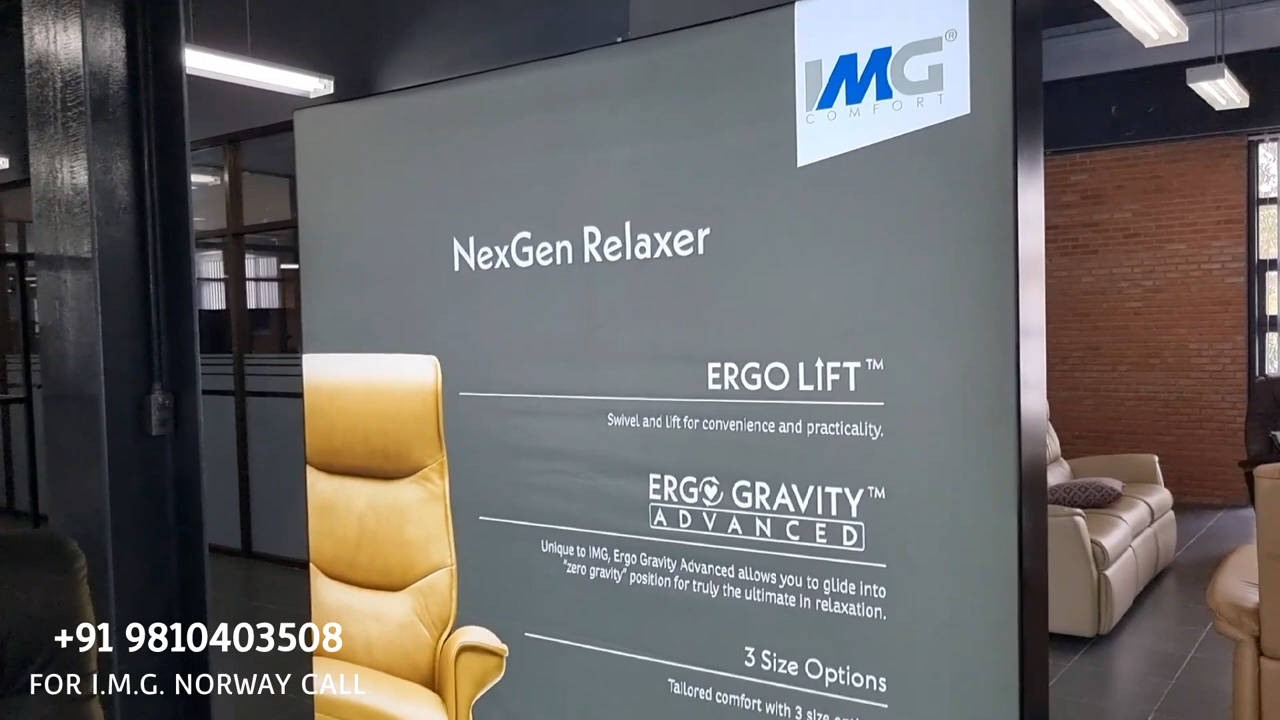 IMG®
COMFORT
NexGen Relaxer
ERGO LIFT™
Swivel and lift for convenience and practicality.
ERGO GRAVITY™
ADVANCED
Unique to IMG, Ergo Gravity Advanced allows you to glide into
"zero gravity" position for truly the ultimate in relaxation.
3 Size Options
Tailored comfort with 3 size
+91 9810403508
FOR I.M.G. NORWAY CALL